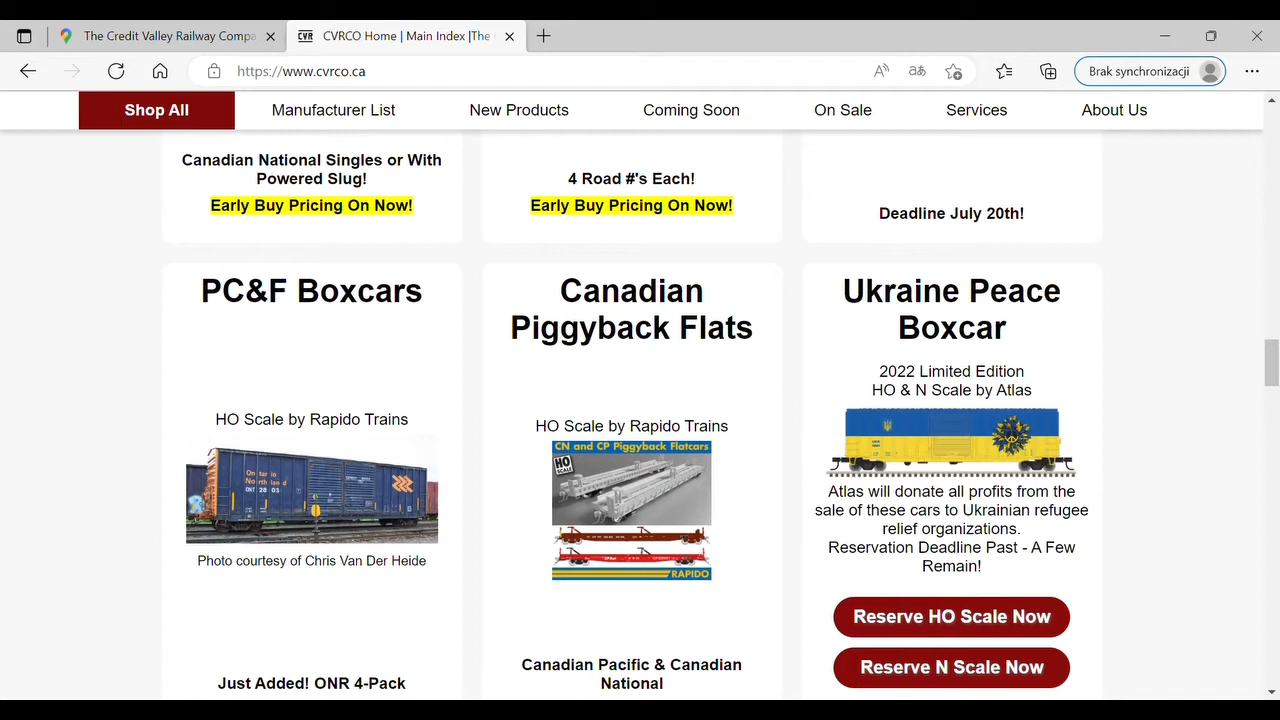 The Credit Valley Railway Compa
CVR
CVRCO Home | Main Index |The
https://www.cvrco.ca
Brak synchronizacji
Shop All
Manufacturer List
New Products
Coming Soon
On Sale
Services
About Us
Canadian National Singles or With
Powered Slug!
Early Buy Pricing On Now!
4 Road #'s Each!
Early Buy Pricing On Now!
Deadline July 20th!
PC&F Boxcars
HO Scale by Rapido Trains
Ontario
Northland
ONT 2803
Photo courtesy of Chris Van Der Heide
Just Added! ONR 4-Pack
Canadian
Piggyback Flats
HO Scale by Rapido Trains
CN and CP Piggyback Flatcars
HO
SCALE
RAPIDO
Canadian Pacific & Canadian
National
Ukraine Peace
Boxcar
2022 Limited Edition
HO & N Scale by Atlas
Atlas will donate all profits from the
sale of these cars to Ukrainian refugee
relief organizations.
Reservation Deadline Past - A Few
Remain!
Reserve HO Scale Now
Reserve N Scale Now